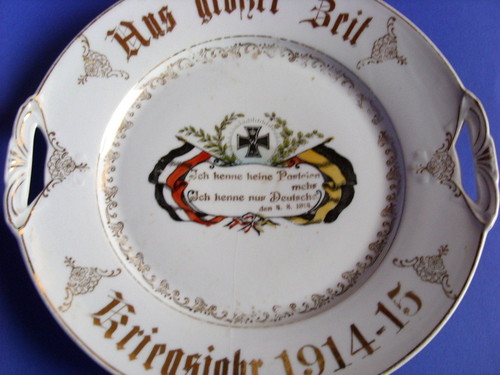 Aus großer Zeit
Ich kenne keine Parteien
mehr
Ich kenne nur Deutsche
den 4. 8. 1914.
Kriegsjahr 1914-15